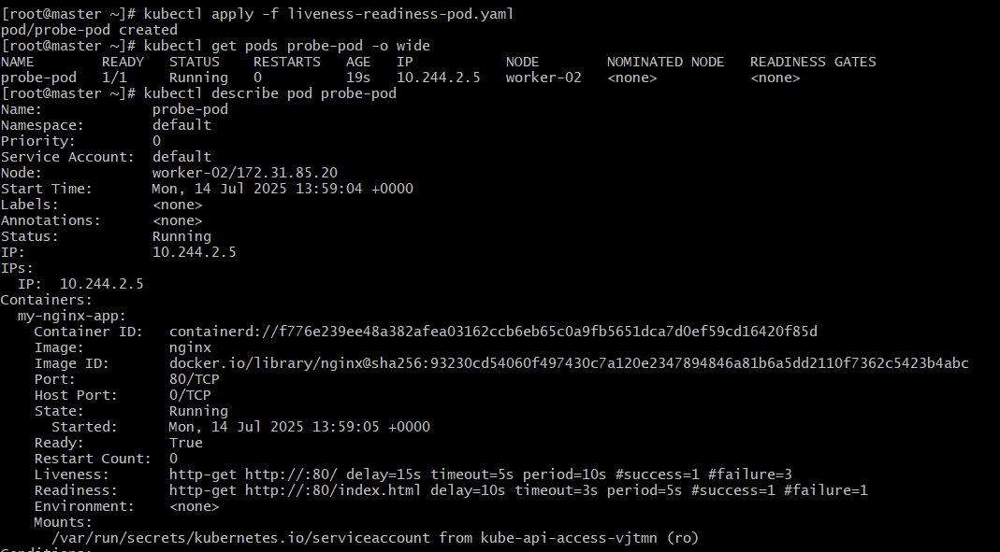 [root@master ~]# kubectl apply -f liveness-readiness-pod.yaml
pod/probe-pod created
[root@master ~]# kubectl get pods probe-pod -o wide
NAME        READY   STATUS    RESTARTS   AGE   IP           NODE        NOMINATED NODE   READINESS GATES
probe-pod   1/1     Running   0          19s   10.244.2.5   worker-02   <none>           <none>
[root@master ~]# kubectl describe pod probe-pod
Name:             probe-pod
Namespace:        default
Priority:         0
Service Account:  default
Node:             worker-02/172.31.85.20
Start Time:       Mon, 14 Jul 2025 13:59:04 +0000
Labels:           <none>
Annotations:      <none>
Status:           Running
IP:               10.244.2.5
IPs:
  IP:  10.244.2.5
Containers:
  my-nginx-app:
    Container ID:   containerd://f776e239ee48a382afea03162ccb6eb65c0a9fb5651dca7d0ef59cd16420f85d
    Image:          nginx
    Image ID:       docker.io/library/nginx@sha256:93230cd54060f497430c7a120e2347894846a81b6a5dd2110f7362c5423b4abc
    Port:           80/TCP
    Host Port:      0/TCP
    State:          Running
      Started:      Mon, 14 Jul 2025 13:59:05 +0000
    Ready:          True
    Restart Count:  0
    Liveness:       http-get http://:80/ delay=15s timeout=5s period=10s #success=1 #failure=3
    Readiness:      http-get http://:80/index.html delay=10s timeout=3s period=5s #success=1 #failure=1
    Environment:    <none>
    Mounts:
      /var/run/secrets/kubernetes.io/serviceaccount from kube-api-access-vjtmn (ro)
Conditions: